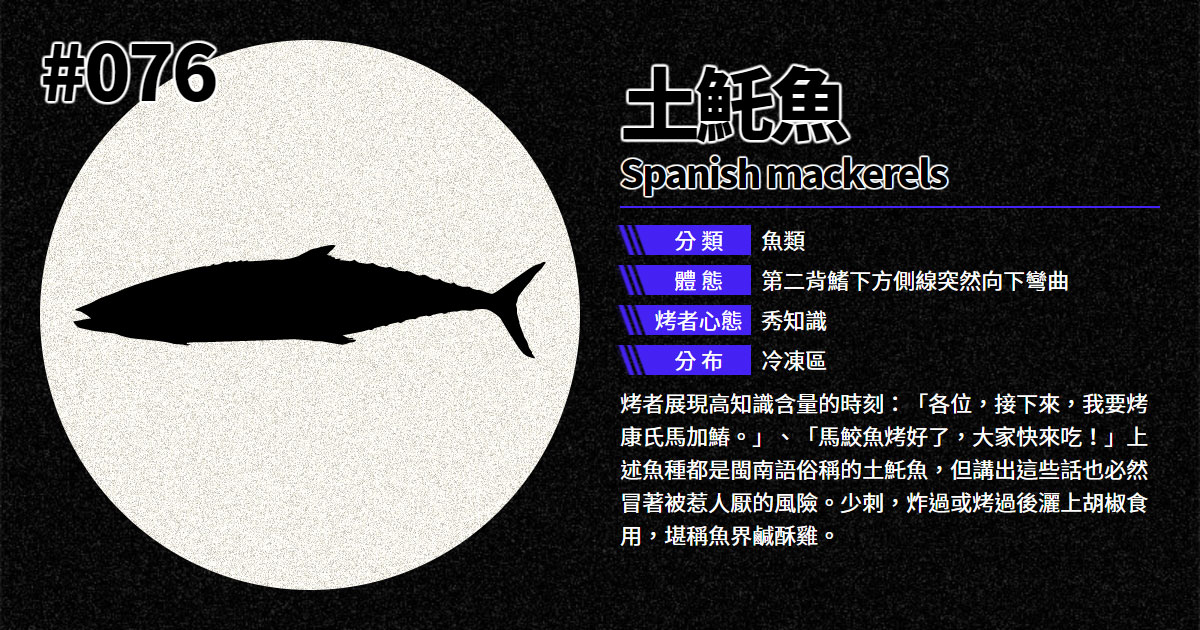 #076
土魠魚
Spanish mackerels
分類 魚類
體態 第二背鰭下方側線突然向下彎曲
烤者心態 秀知識
分布 冷凍區
烤者展現高知識含量的時刻：「各位，接下來，我要烤
康氏馬加鰆。」、「馬鮫魚烤好了，大家快來吃！」上
述魚種都是閩南語俗稱的土魠魚，但講出這些話也必然
冒著被惹人厭的風險。少刺，炸過或烤過後灑上胡椒食
用，堪稱魚界鹹酥雞。